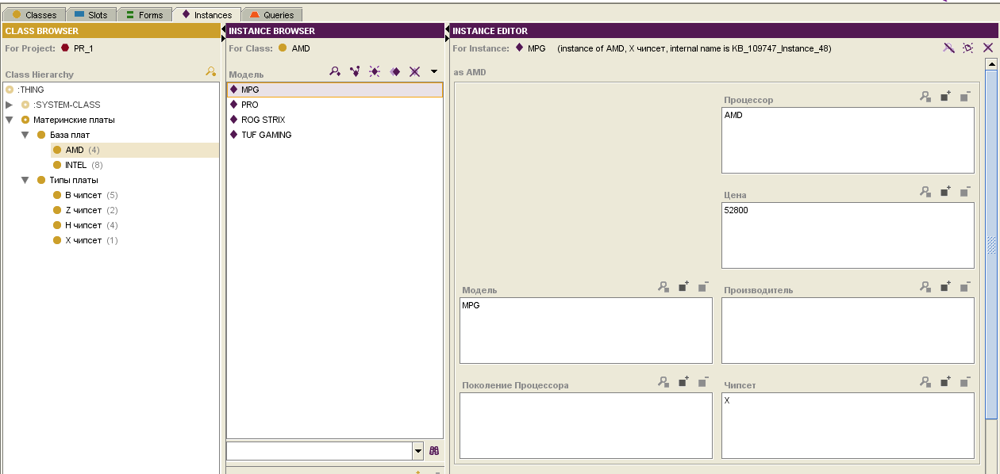 Classes Slots Forms Instances Queries
CLASS BROWSER
For Project: PR_1
Class Hierarchy
:THING
:SYSTEM-CLASS
Материнские платы
База плат
AMD (4)
INTEL (8)
Типы платы
B чипсет (5)
Z чипсет (2)
H чипсет (4)
X чипсет (1)
INSTANCE BROWSER
For Class: AMD
Модель
MPG
PRO
ROG STRIX
TUF GAMING
INSTANCE EDITOR
For Instance: MPG (instance of AMD, X чипсет, internal name is KB_109747_Instance_48)
as AMD
Процессор
AMD
Цена
52800
Модель
MPG
Производитель
Поколение Процессора
Чипсет
X